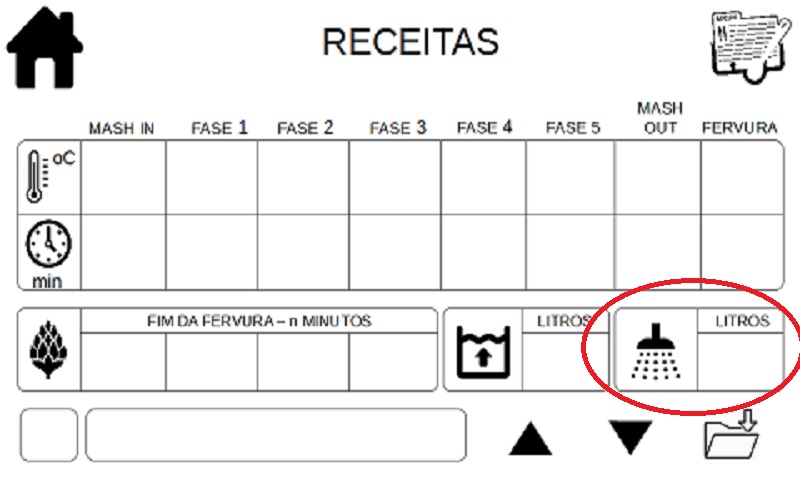 RECEITAS
MASH IN FASE 1 FASE 2 FASE 3 FASE 4 FASE 5 MASH OUT FERVURA
oC
min
FIM DA FERVURA – n MINUTOS
LITROS
LITROS